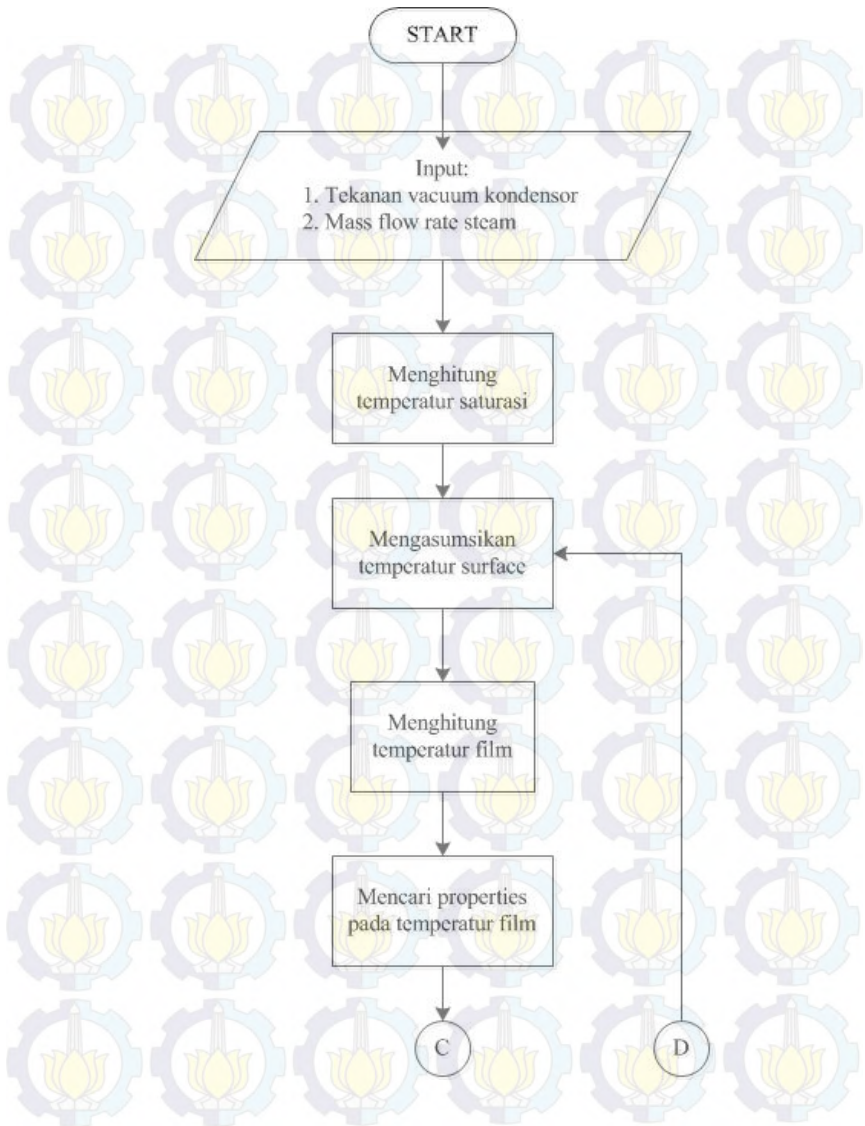 START
Input:
1. Tekanan vacuum kondensor
2. Mass flow rate steam
Menghitung
temperatur saturasi
Mengasumsikan
temperatur surface
Menghitung
temperatur film
Mencari properties
pada temperatur film
C
D